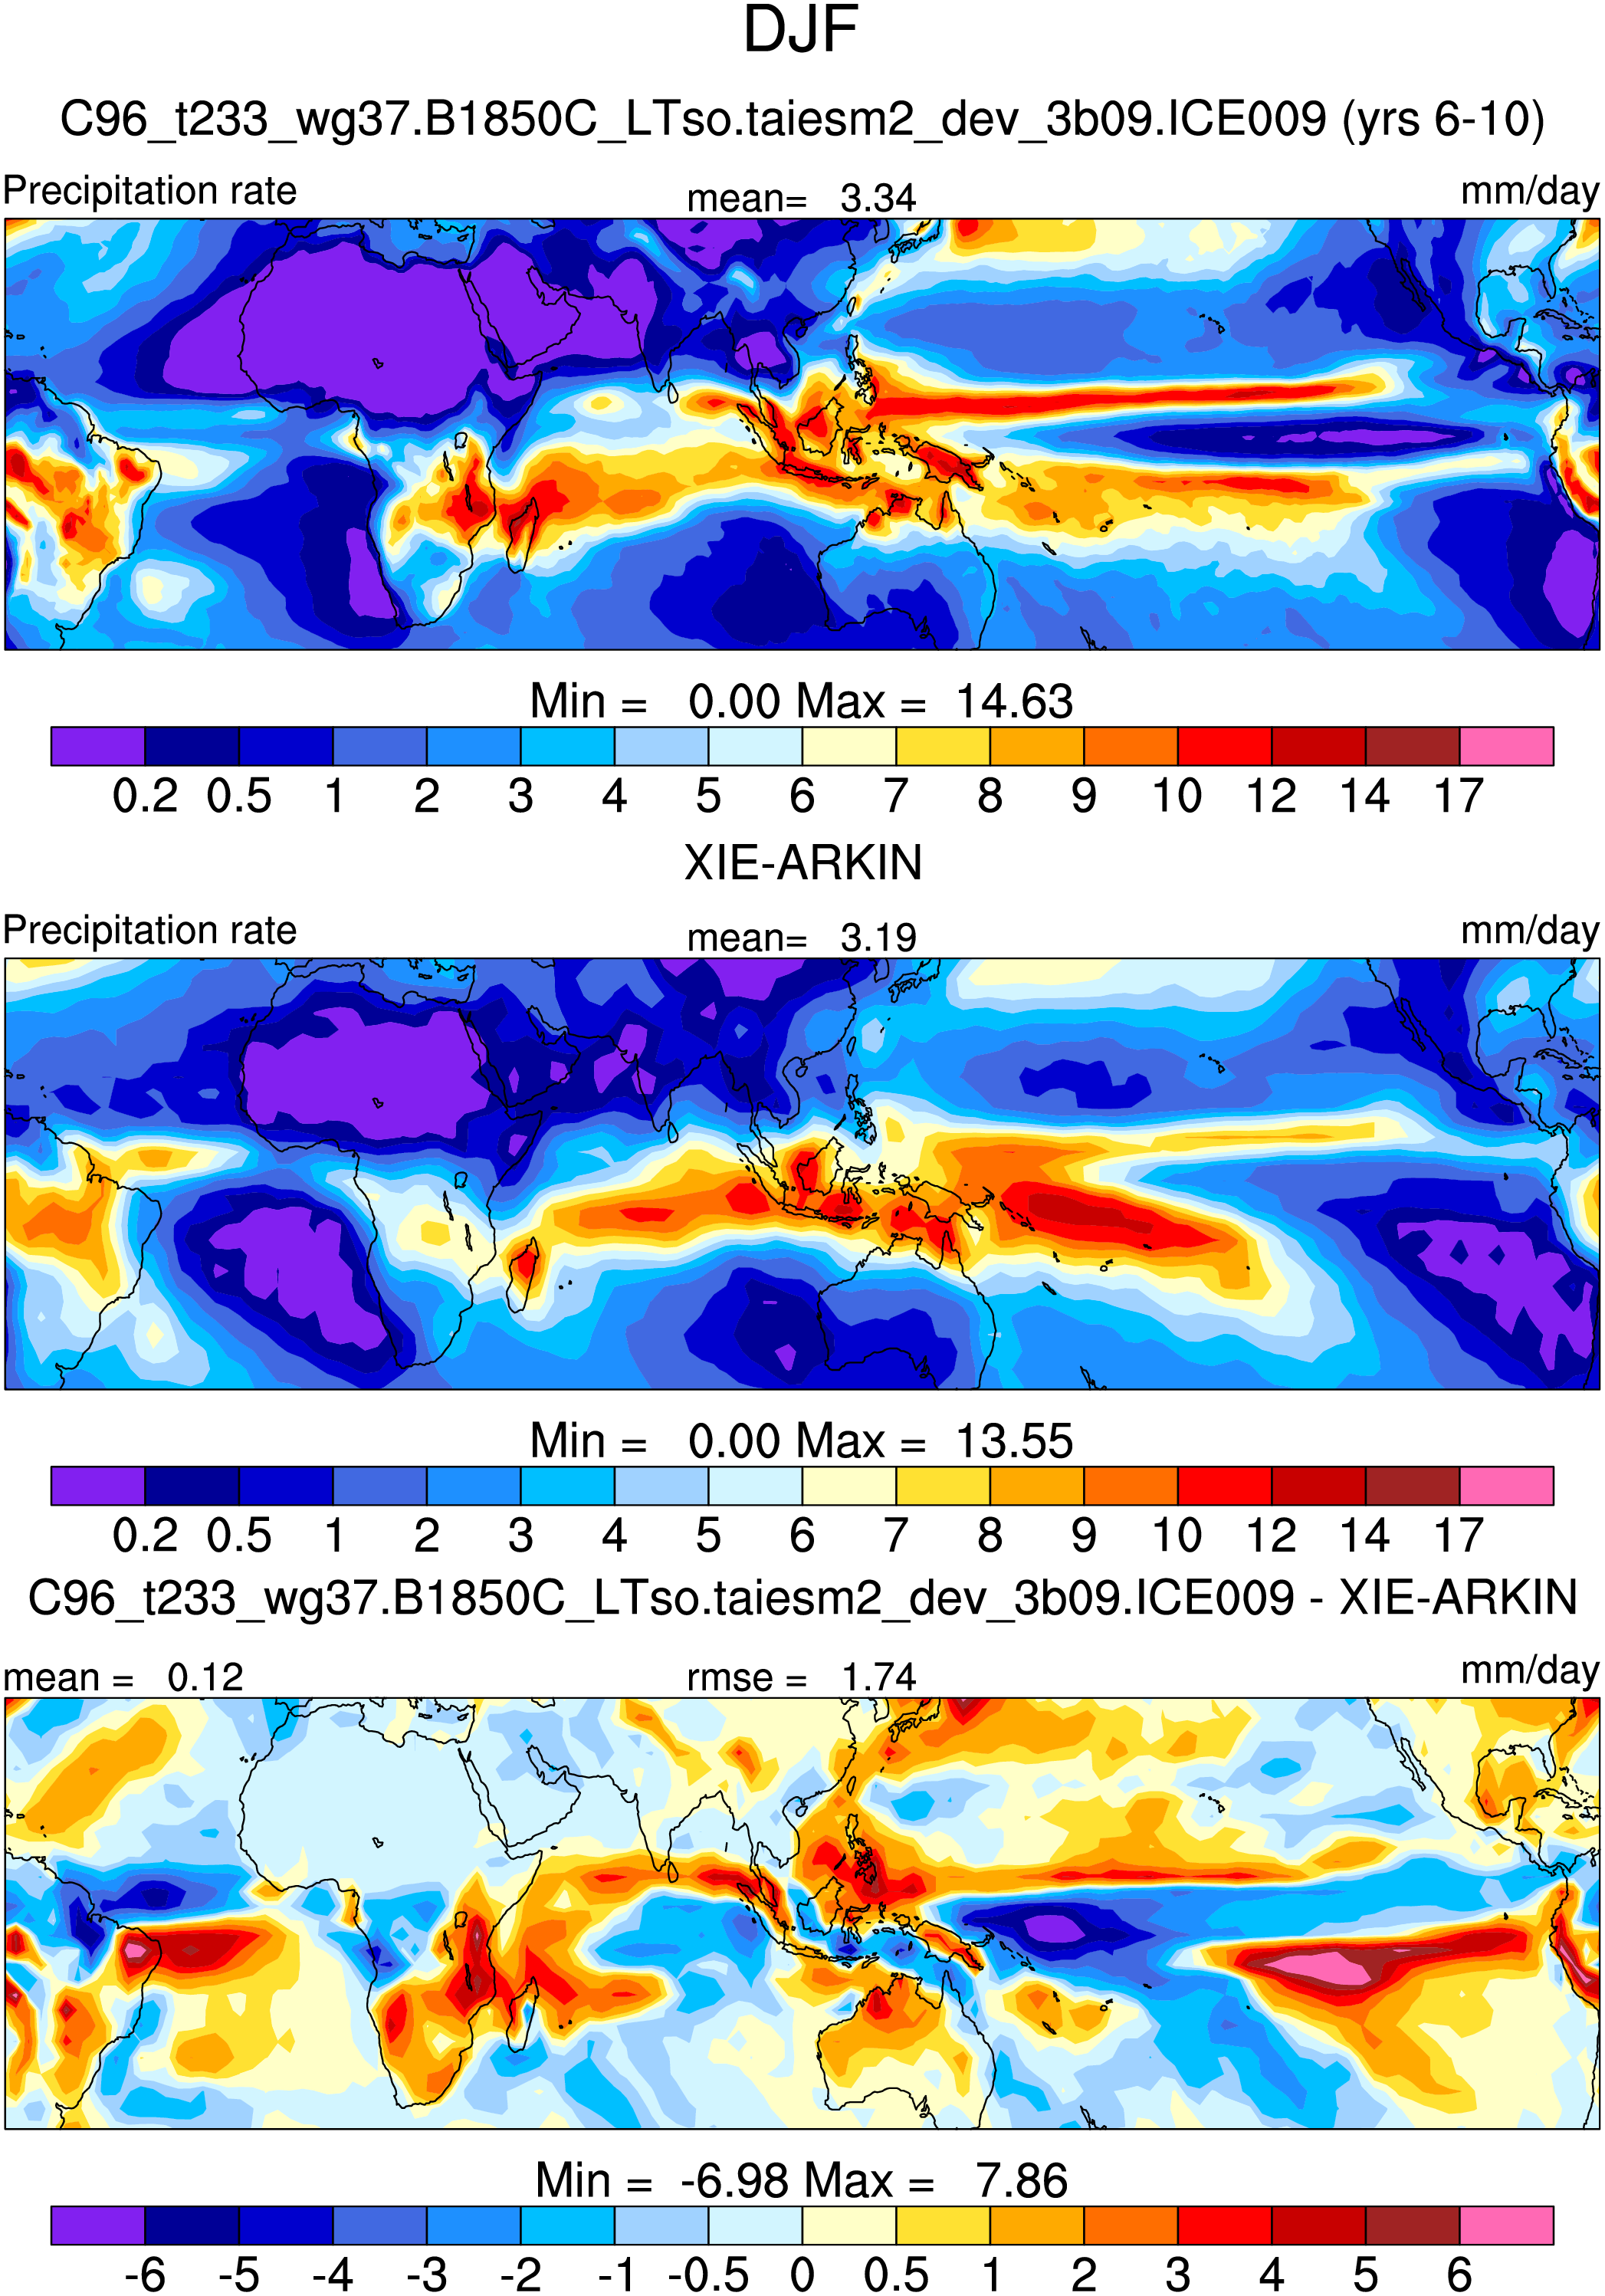 DJF
C96_t233_wg37.B1850C_LTso.taiesm2_dev_3b09.ICE009 (yrs 6-10)
Precipitation rate mean= 3.34 mm/day
Min = 0.00 Max = 14.63
0.2 0.5 1 2 3 4 5 6 7 8 9 10 12 14 17
XIE-ARKIN
Precipitation rate mean= 3.19 mm/day
Min = 0.00 Max = 13.55
0.2 0.5 1 2 3 4 5 6 7 8 9 10 12 14 17
C96_t233_wg37.B1850C_LTso.taiesm2_dev_3b09.ICE009 - XIE-ARKIN
mean = 0.12 rmse = 1.74 mm/day
Min = -6.98 Max = 7.86
-6 -5 -4 -3 -2 -1 -0.5 0 0.5 1 2 3 4 5 6